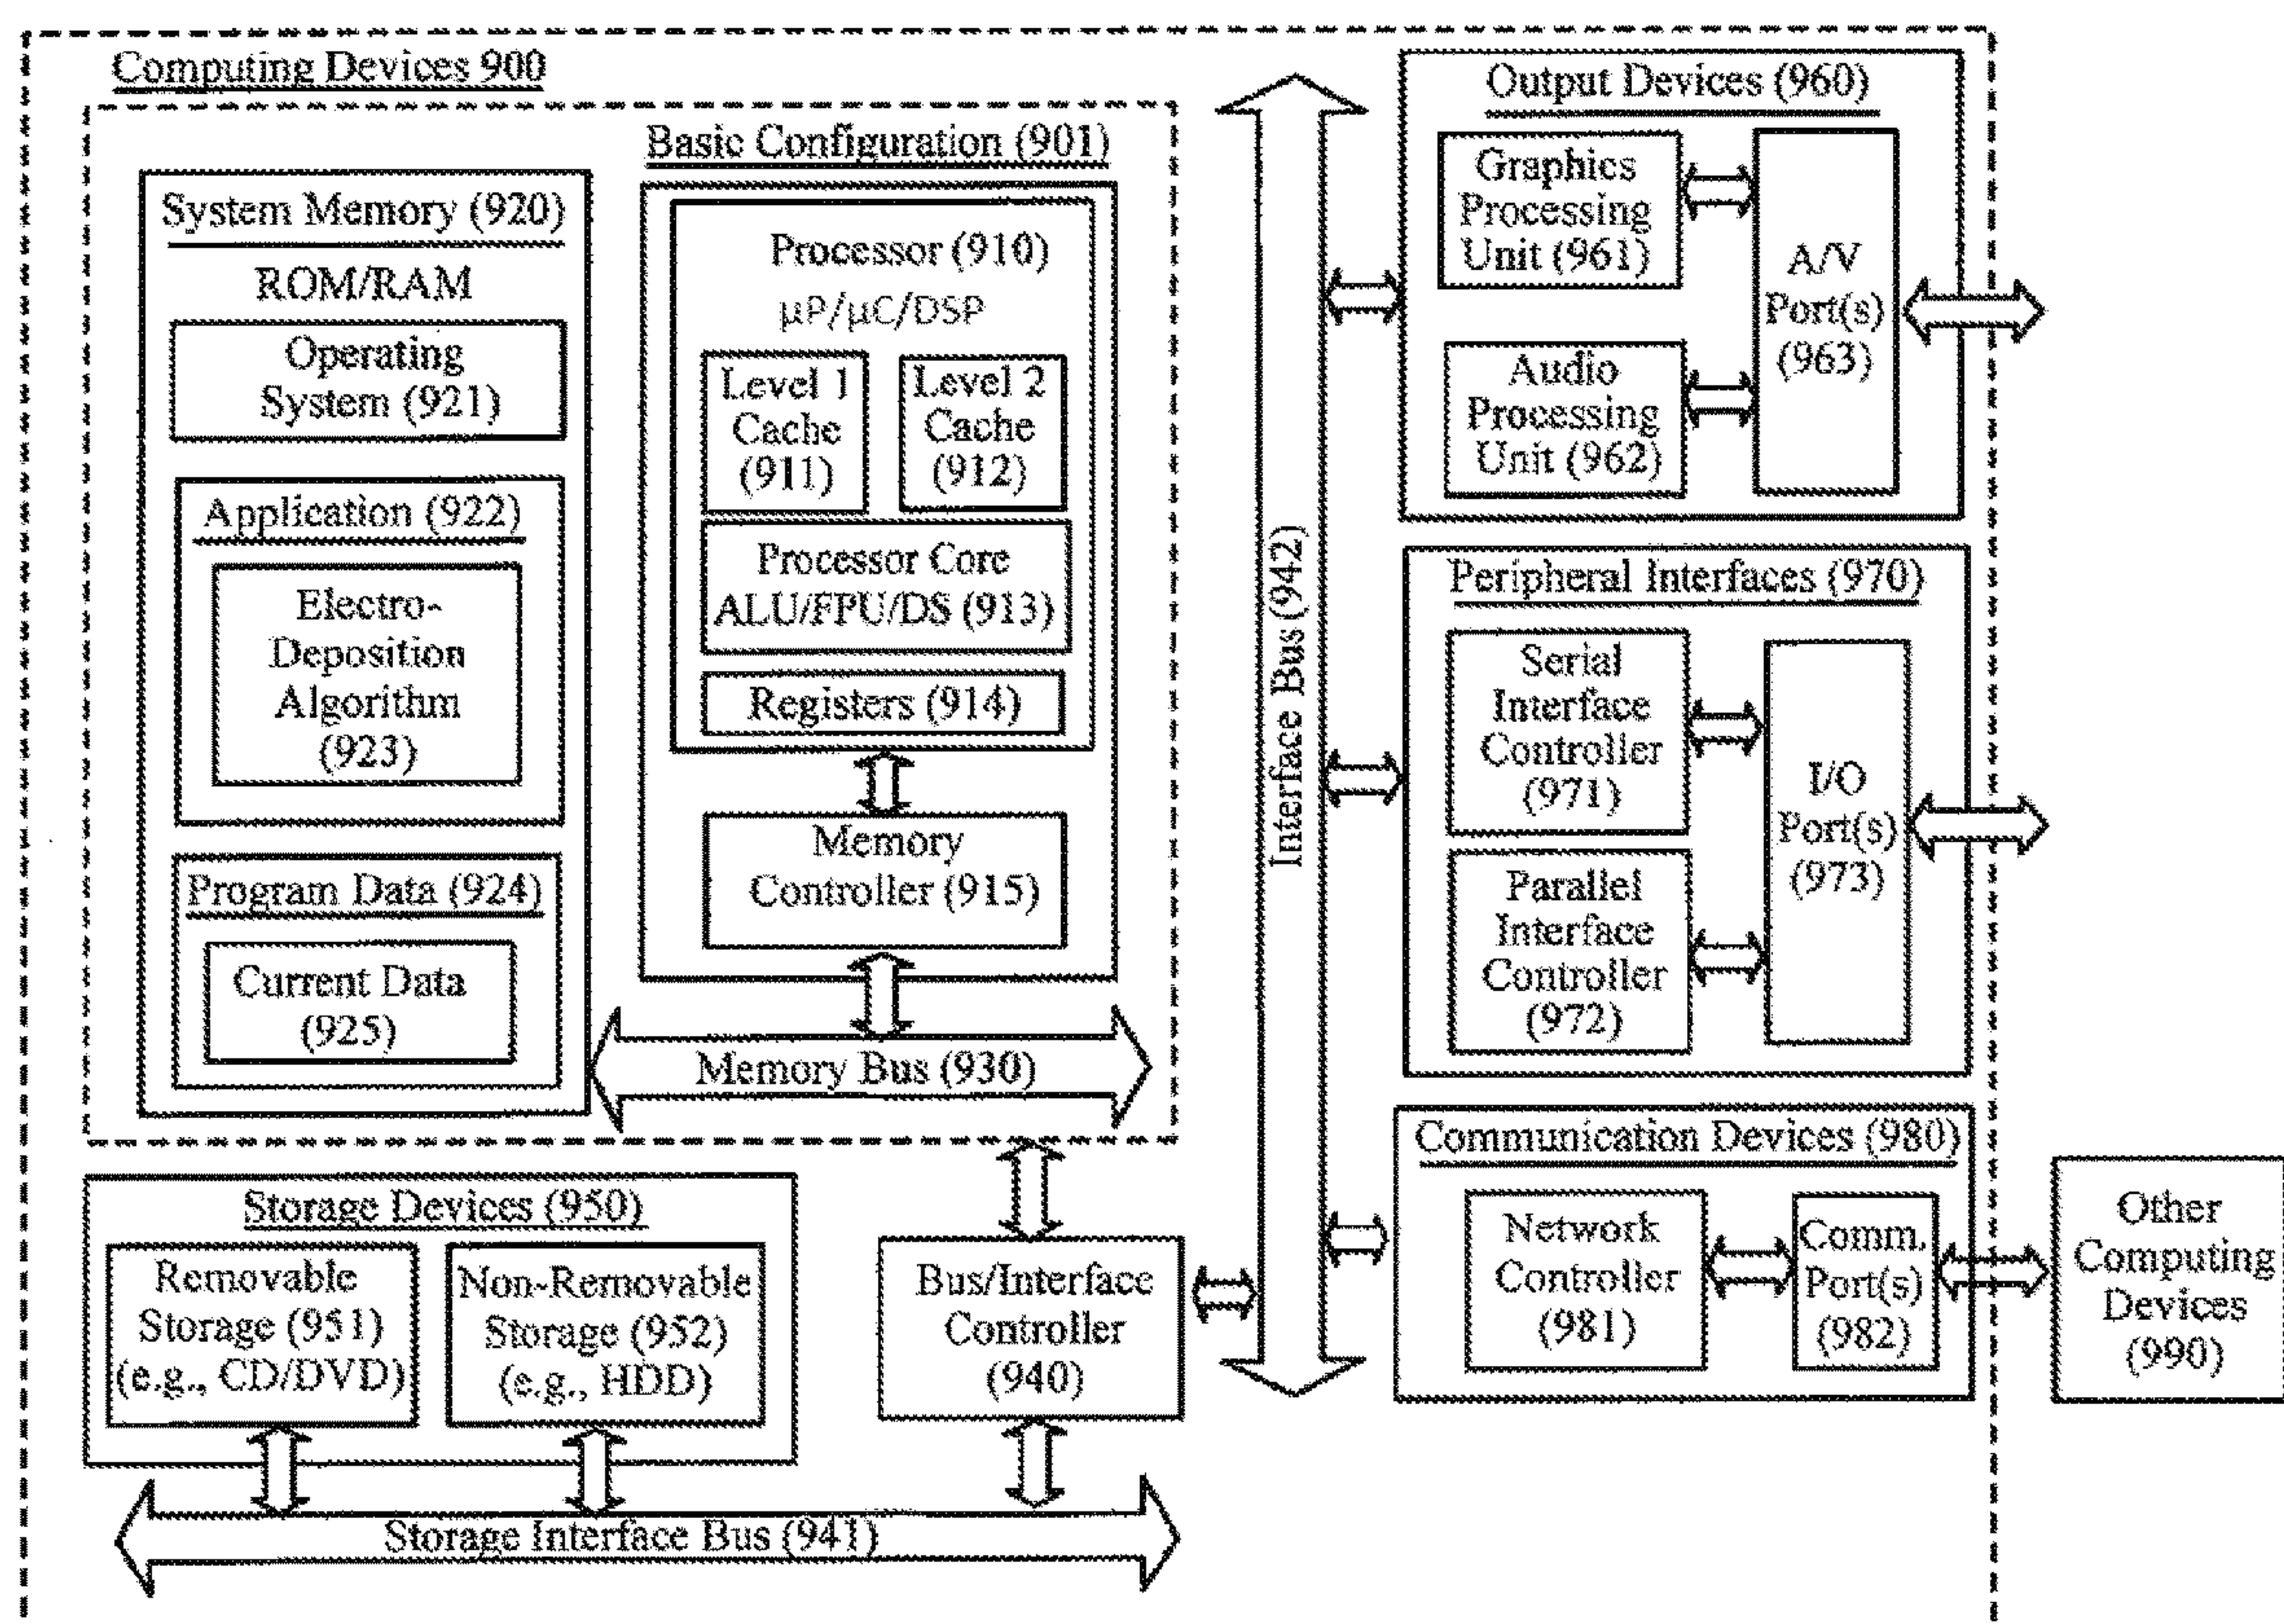 Computing Devices 900
Basic Configuration (901)
System Memory (920)
ROM/RAM
Operating
System (921)
Application (922)
Electro-
Deposition
Algorithm
(923)
Program Data (924)
Current Data
(925)
Processor (910)
µP/µC/DSP
Level 1
Cache
(911)
Level 2
Cache
(912)
Processor Core
ALU/FPU/DS (913)
Registers (914)
Memory
Controller (915)
Memory Bus (930)
Storage Devices (950)
Removable
Storage (951)
(e.g., CD/DVD)
Non-Removable
Storage (952)
(e.g., HDD)
Bus/Interface
Controller
(940)
Storage Interface Bus (941)
Interface Bus (942)
Output Devices (960)
Graphics
Processing
Unit (961)
Audio
Processing
Unit (962)
A/V
Port(s)
(963)
Peripheral Interfaces (970)
Serial
Interface
Controller
(971)
Parallel
Interface
Controller
(972)
I/O
Port(s)
(973)
Communication Devices (980)
Network
Controller
(981)
Comm.
Port(s)
(982)
Other
Computing
Devices
(990)